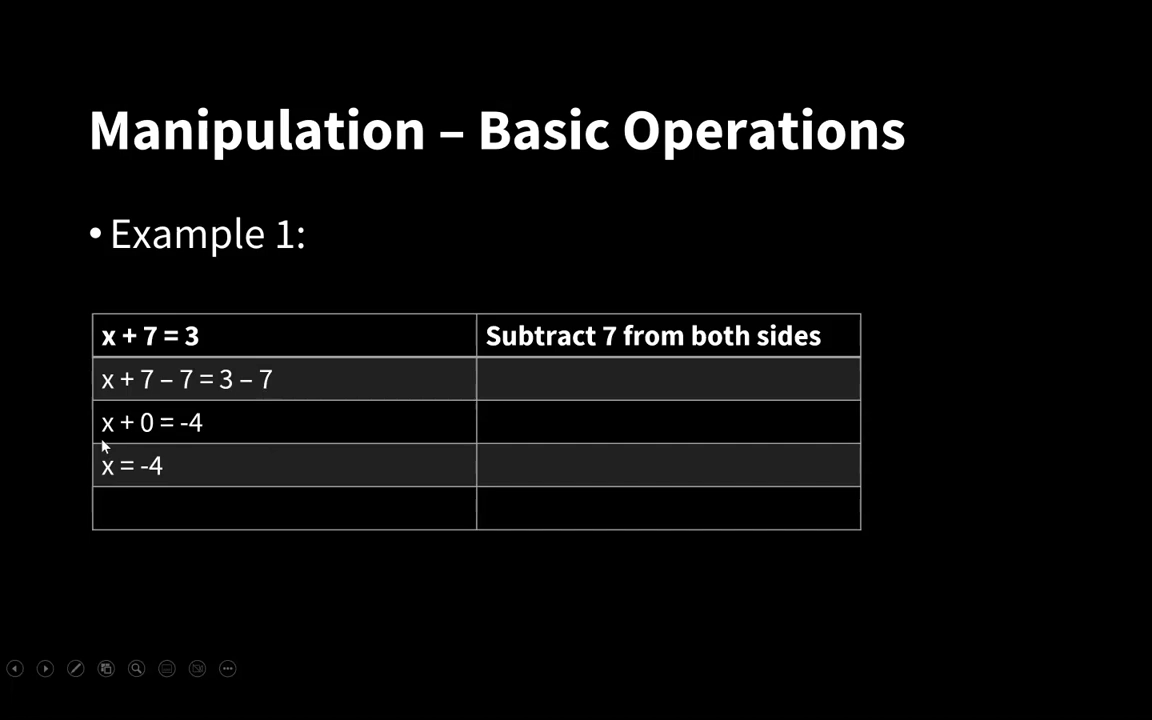 Manipulation – Basic Operations
• Example 1:
x + 7 = 3
Subtract 7 from both sides
x + 7 – 7 = 3 – 7
x + 0 = -4
x = -4